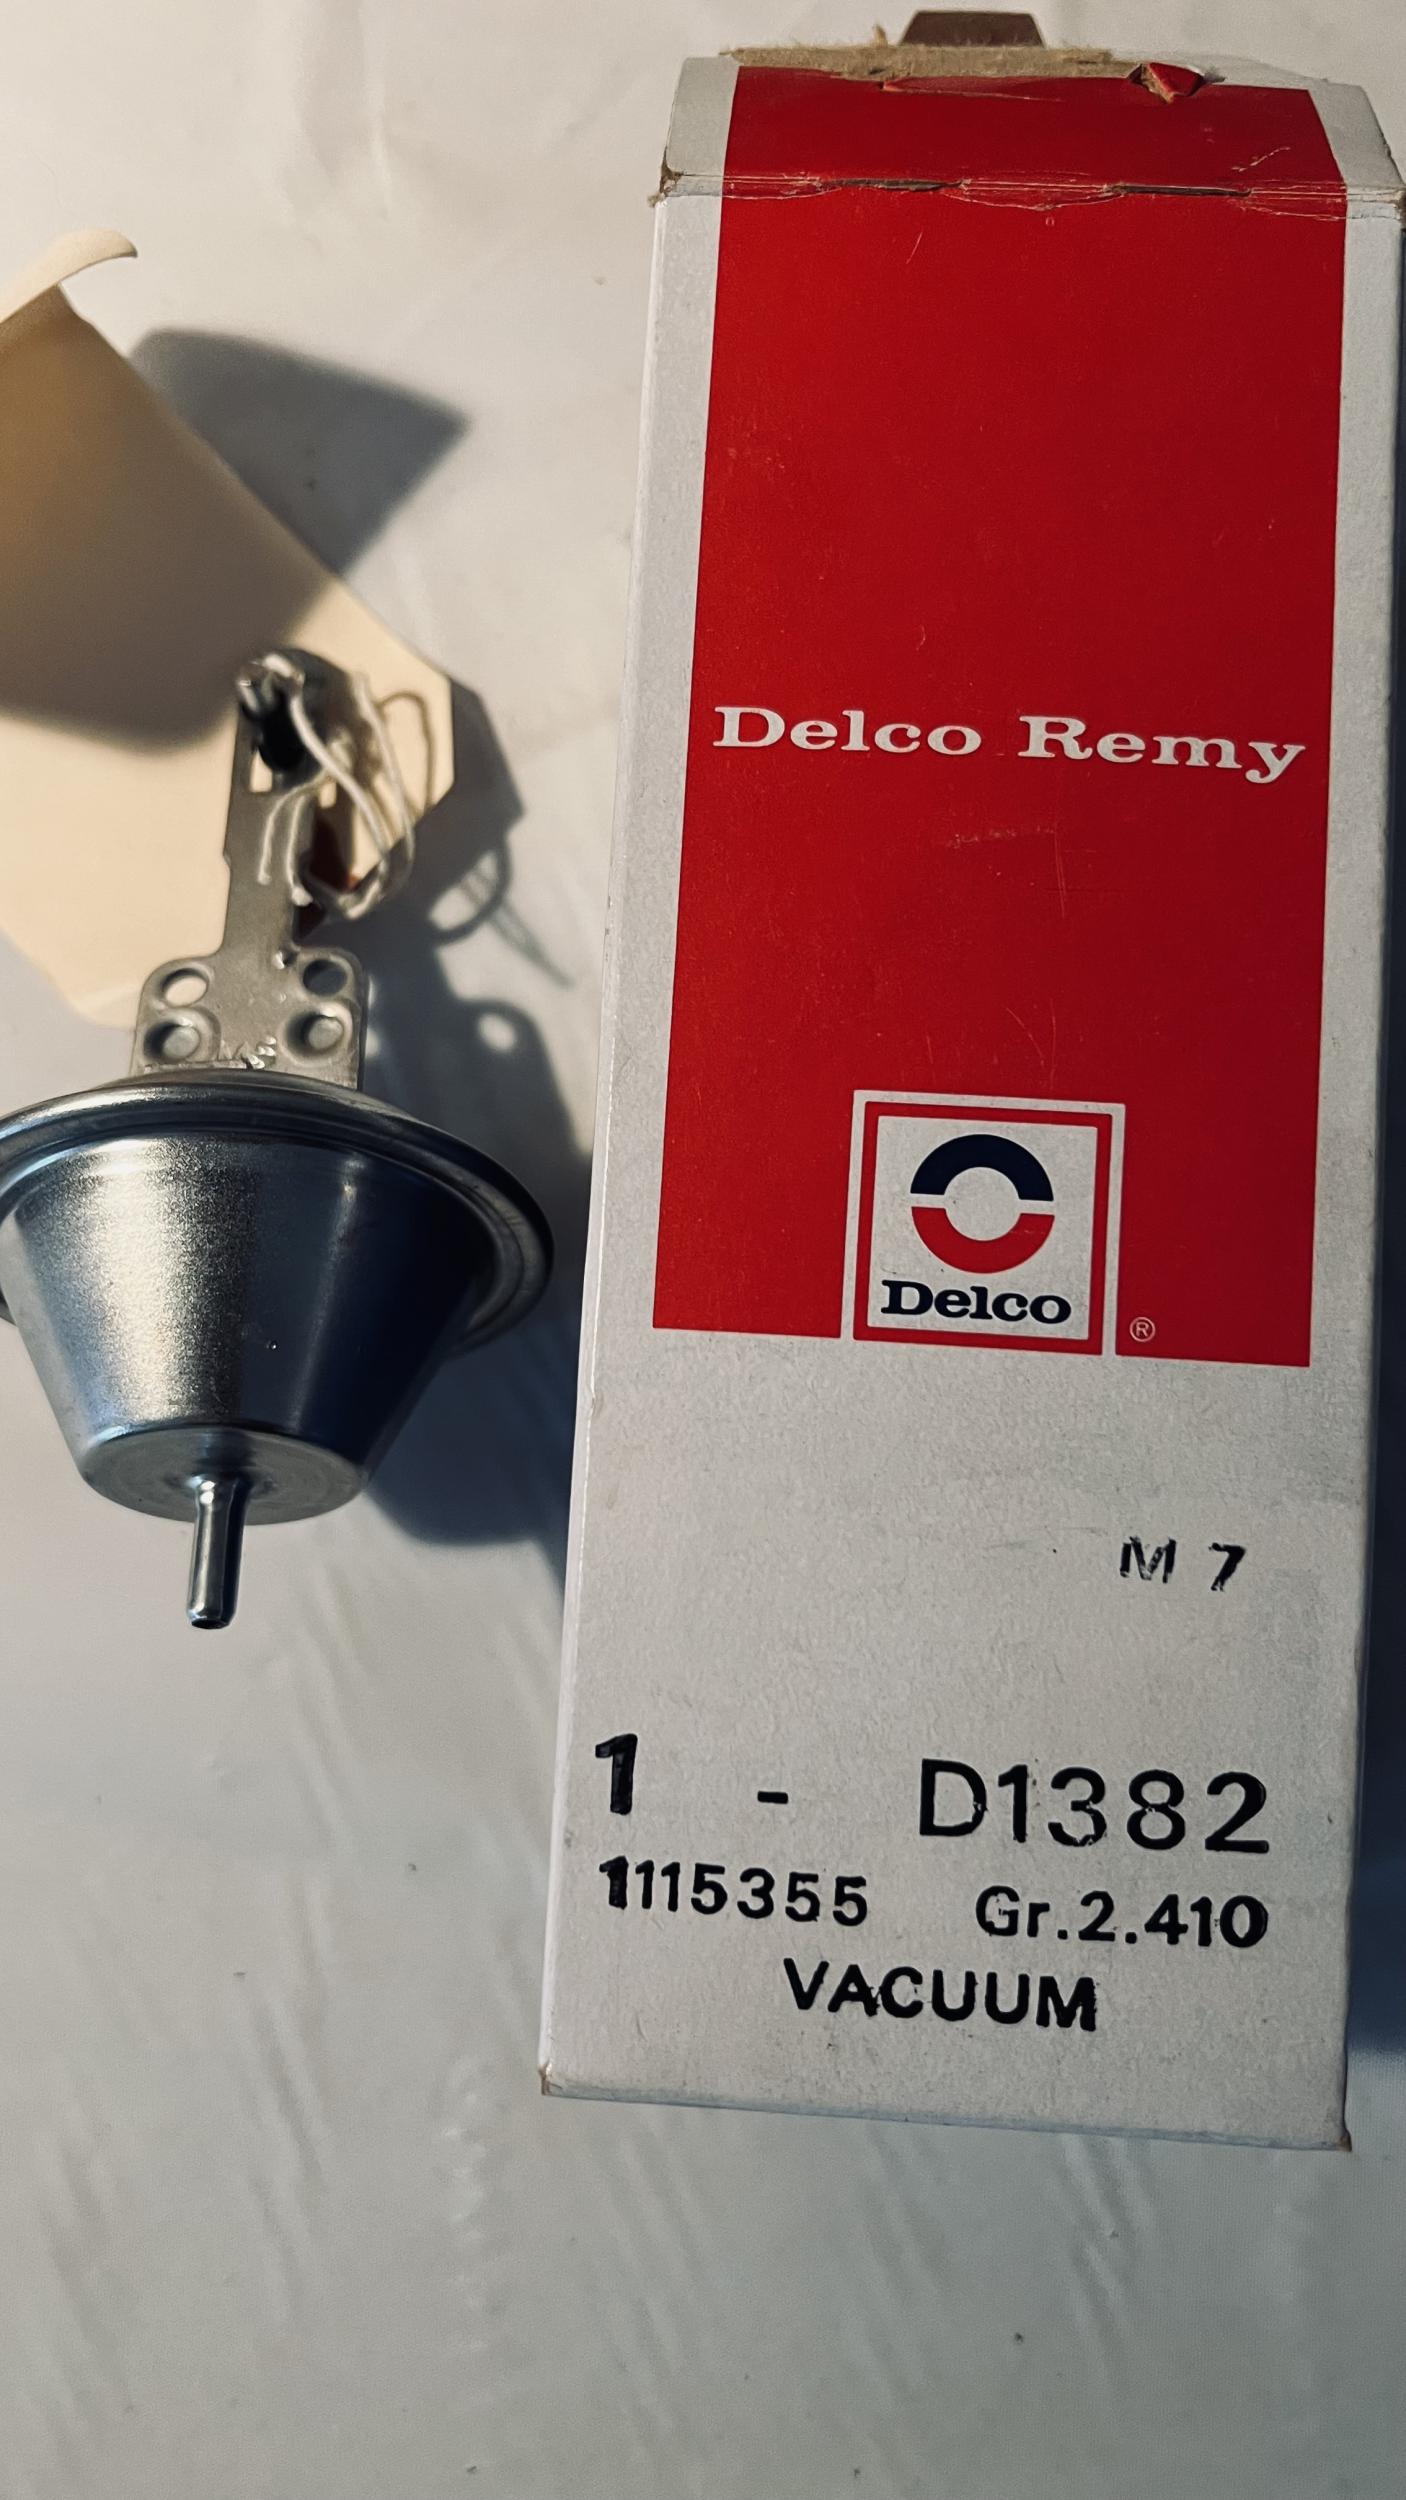 Delco Remy
Delco
®
M 7
1 - D1382
1115355 Gr.2.410
VACUUM